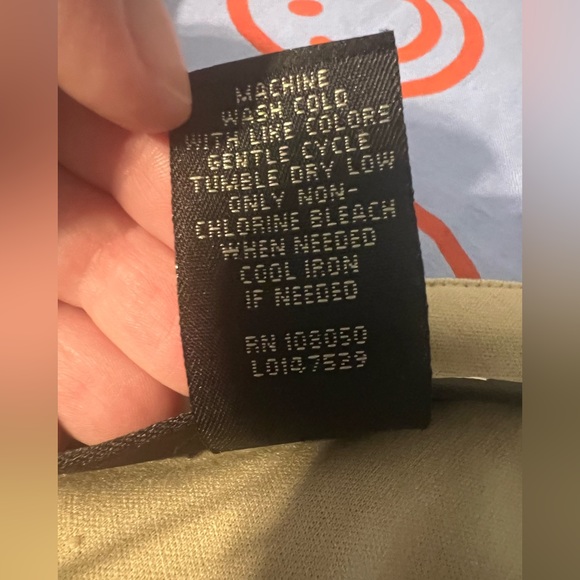 MACHINE
WASH COLD
WITH LIKE COLORS
GENTLE CYCLE
TUMBLE DRY LOW
ONLY NON-
CHLORINE BLEACH
WHEN NEEDED
COOL IRON
IF NEEDED
RN 108050
L0147529